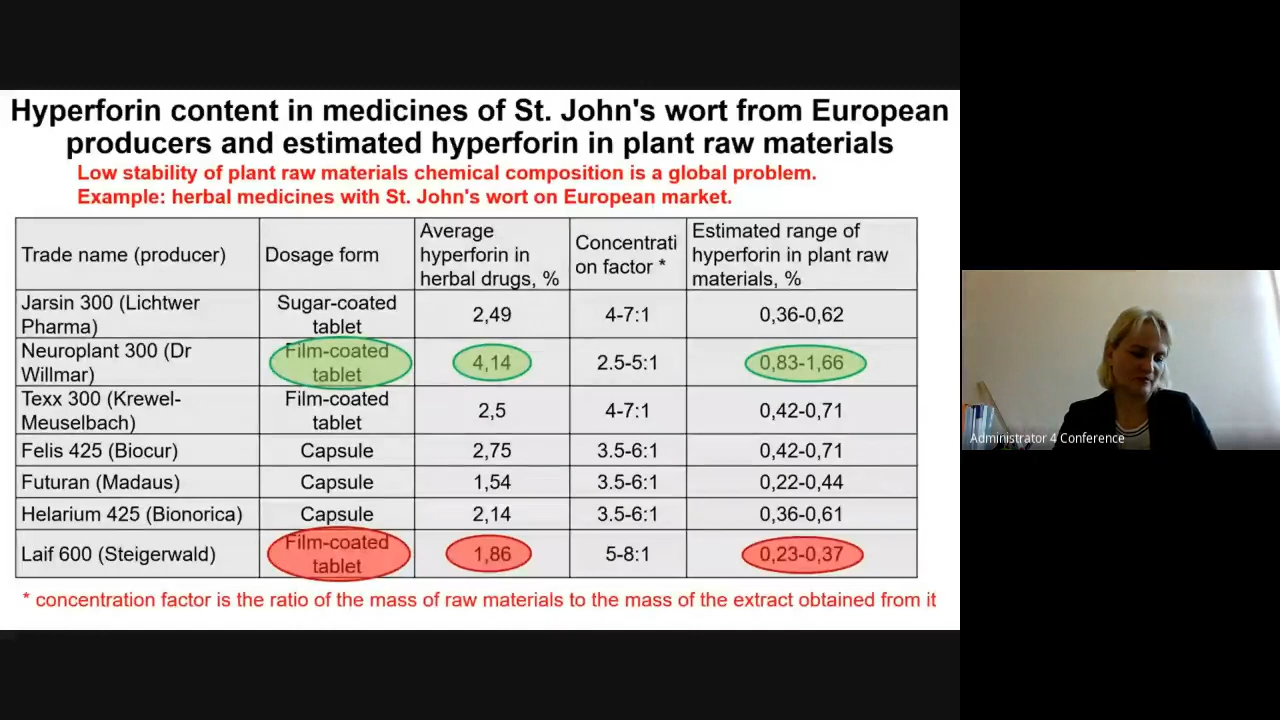 Hyperforin content in medicines of St. John's wort from European
producers and estimated hyperforin in plant raw materials
Low stability of plant raw materials chemical composition is a global problem.
Example: herbal medicines with St. John's wort on European market.
Trade name (producer)
Dosage form
Average
hyperforin in
herbal drugs, %
Concentrati
on factor *
Estimated range of
hyperforin in plant raw
materials, %
Jarsin 300 (Lichtwer
Pharma)
Sugar-coated
tablet
2,49
4-7:1
0,36-0,62
Neuroplant 300 (Dr
Willmar)
Film-coated
tablet
4,14
2.5-5:1
0,83-1,66
Texx 300 (Krewel-
Meuselbach)
Film-coated
tablet
2,5
4-7:1
0,42-0,71
Felis 425 (Biocur)
Capsule
2,75
3.5-6:1
0,42-0,71
Futuran (Madaus)
Capsule
1,54
3.5-6:1
0,22-0,44
Helarium 425 (Bionorica)
Capsule
2,14
3.5-6:1
0,36-0,61
Laif 600 (Steigerwald)
Film-coated
tablet
1,86
5-8:1
0,23-0,37
* concentration factor is the ratio of the mass of raw materials to the mass of the extract obtained from it
Administrator 4 Conference